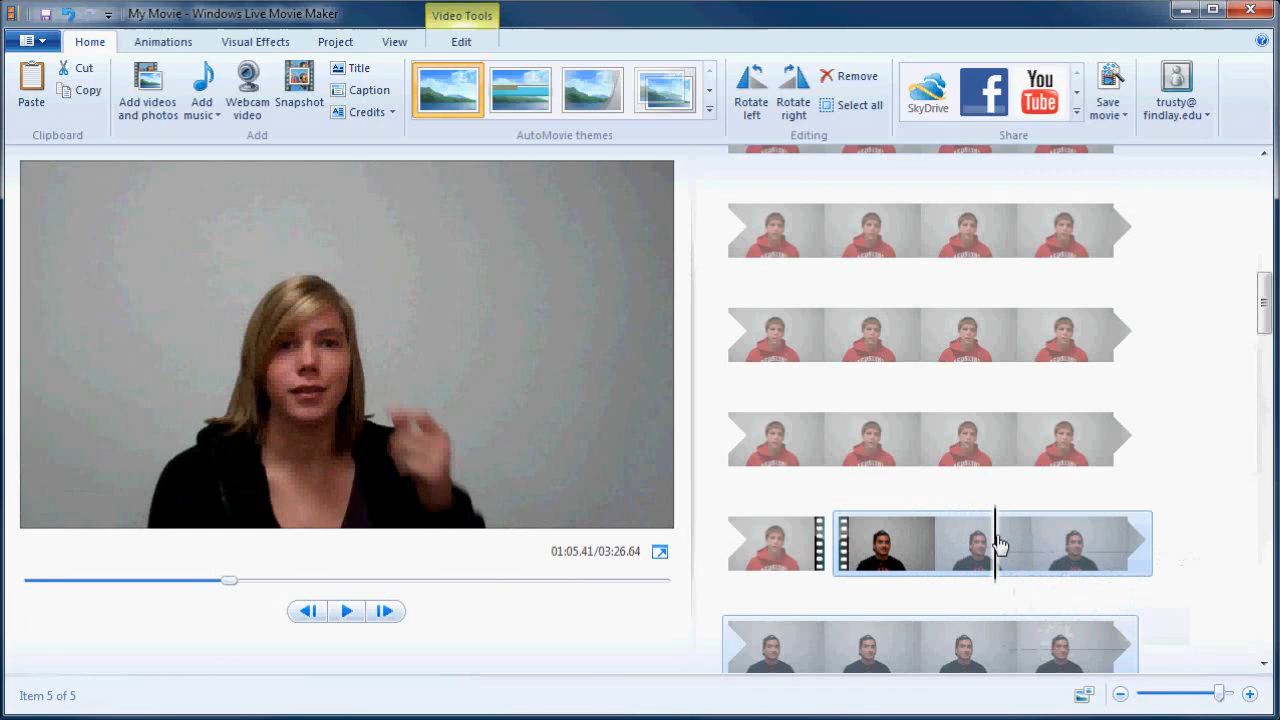 My Movie - Windows Live Movie Maker
Video Tools
Home
Animations
Visual Effects
Project
View
Edit
Paste
Cut
Copy
Clipboard
Add videos
and photos
Add
music
Webcam
video
Snapshot
Title
Caption
Credits
Add
AutoMovie themes
Rotate
left
Rotate
right
Remove
Select all
Editing
SkyDrive
f
You
Tube
Share
Save
movie
trusty@
findlay.edu
01:05.41/03:26.64
Item 5 of 5